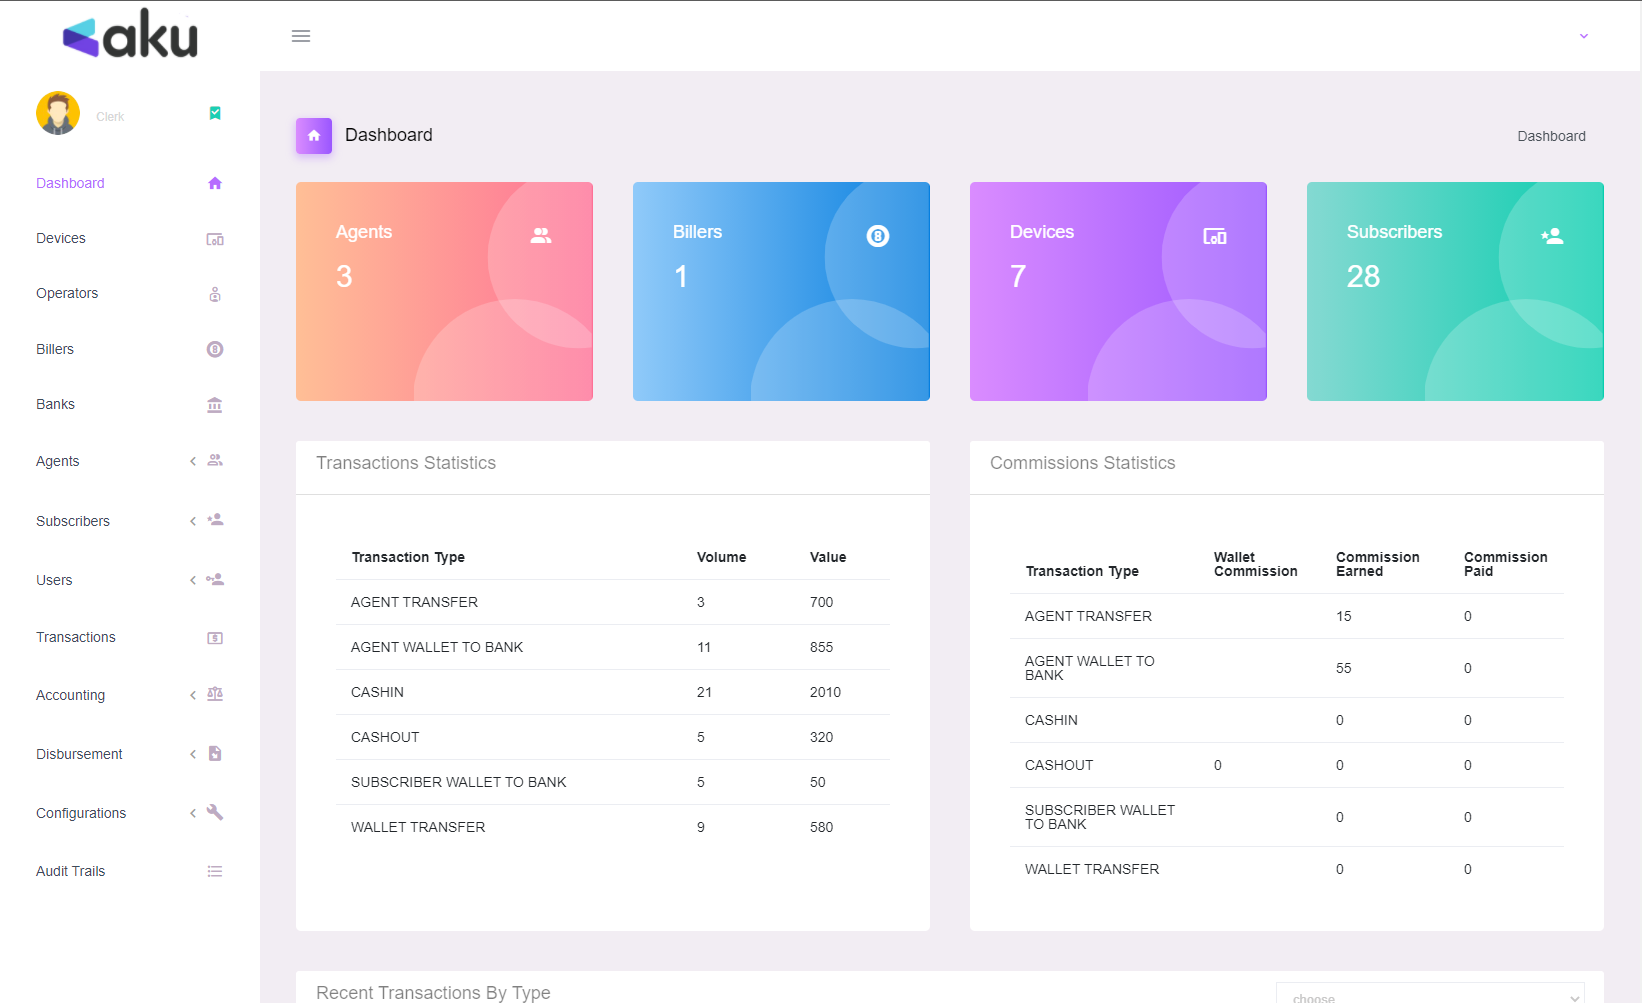 aku
Clerk
Dashboard
Devices
Operators
Billers
Banks
Agents
Subscribers
Users
Transactions
Accounting
Disbursement
Configurations
Audit Trails
Dashboard
Dashboard
Agents
3
Billers
1
Devices
7
Subscribers
28
Transactions Statistics
Transaction Type Volume Value
AGENT TRANSFER 3 700
AGENT WALLET TO BANK 11 855
CASHIN 21 2010
CASHOUT 5 320
SUBSCRIBER WALLET TO BANK 5 50
WALLET TRANSFER 9 580
Commissions Statistics
Transaction Type Wallet Commission Commission Earned Commission Paid
AGENT TRANSFER 15 0
AGENT WALLET TO BANK 55 0
CASHIN 0 0
CASHOUT 0 0 0
SUBSCRIBER WALLET TO BANK 0 0
WALLET TRANSFER 0 0
Recent Transactions By Type
choose